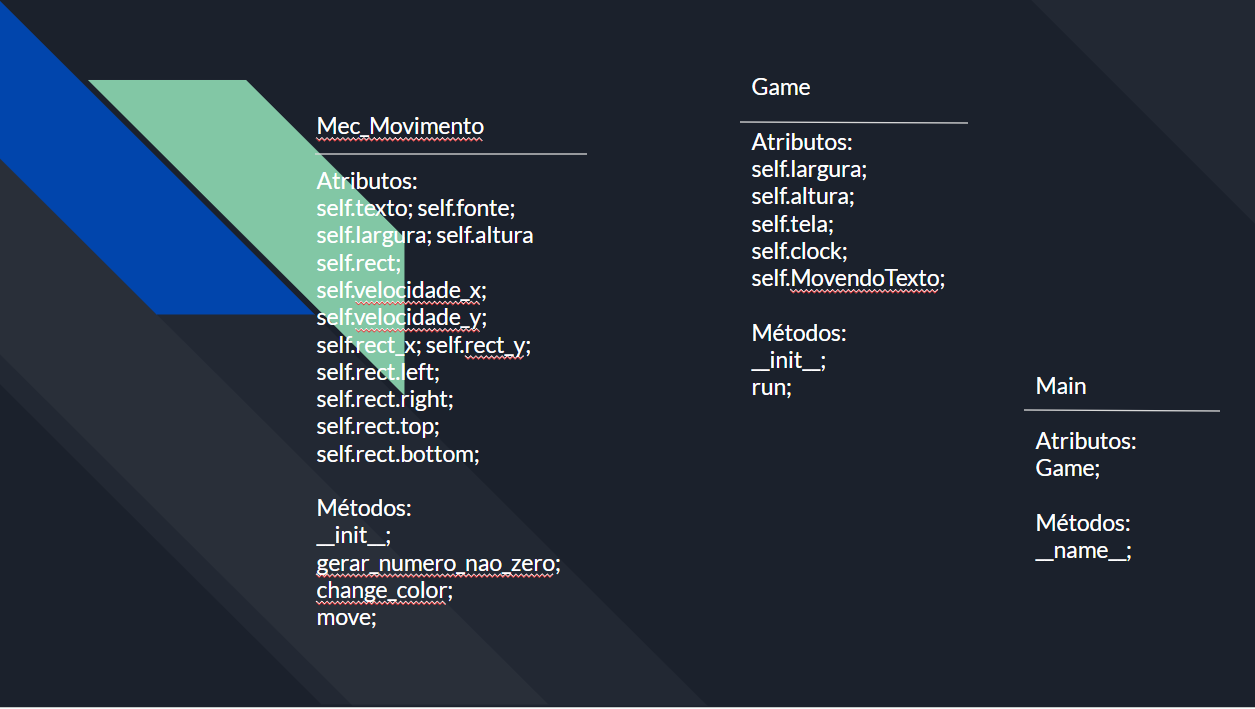 Mec_Movimento
Atributos:
self.texto; self.fonte;
self.largura; self.altura
self.rect;
self.velocidade_x;
self.velocidade_y;
self.rect_x; self.rect_y;
self.rect.left;
self.rect.right;
self.rect.top;
self.rect.bottom;
Métodos:
__init__;
gerar_numero_nao_zero;
change_color;
move;
Game
Atributos:
self.largura;
self.altura;
self.tela;
self.clock;
self.MovendoTexto;
Métodos:
__init__;
run;
Main
Atributos:
Game;
Métodos:
__name__;